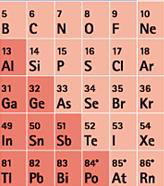 5 6 7 8 9 10
B C N O F Ne
13 14 15 16 17 18
Al Si P S Cl Ar
31 32 33 34 35 36
Ga Ge As Se Br Kr
49 50 51 52 53 54
In Sn Sb Te I Xe
81 82 83 84* 85* 86*
Tl Pb Bi Po At Rn